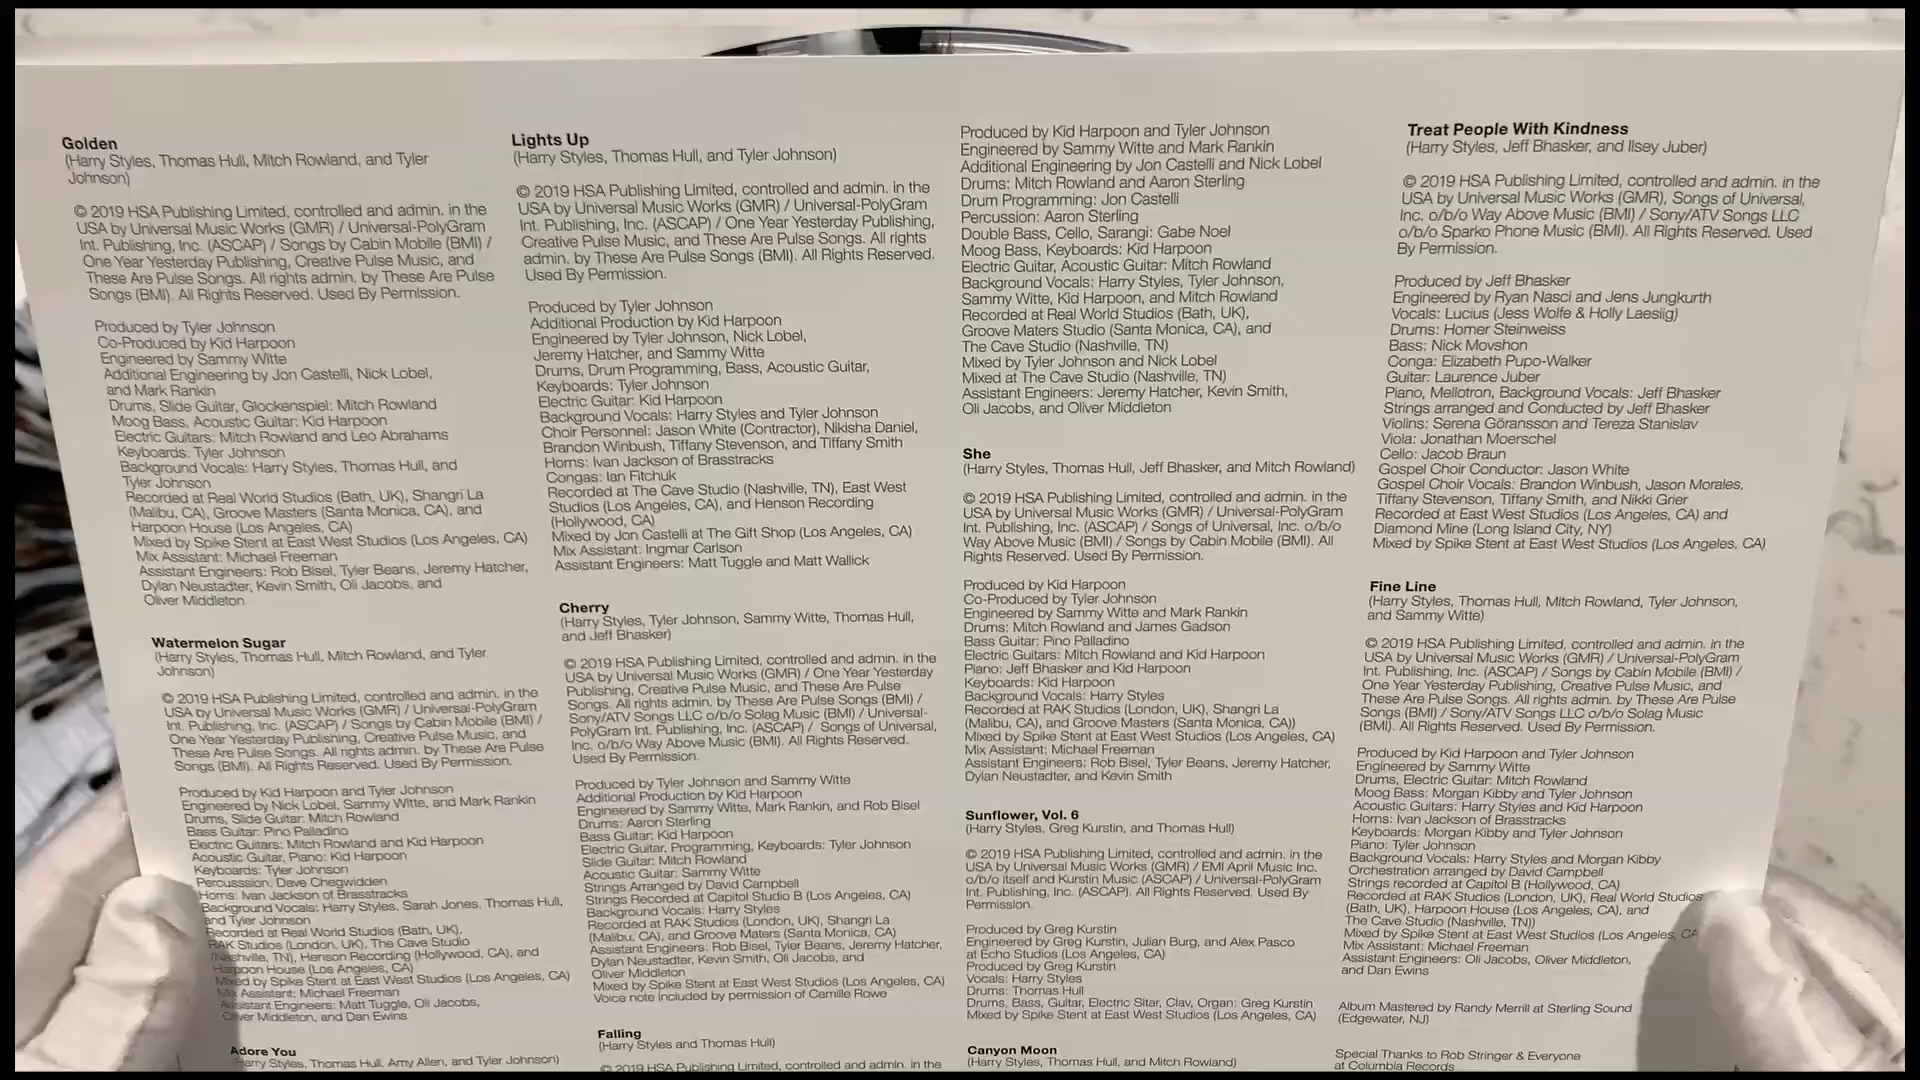 Golden
(Harry Styles, Thomas Hull, Mitch Rowland, and Tyler
Johnson)
© 2019 HSA Publishing Limited, controlled and admin. in the
USA by Universal Music Works (GMR) / Universal-PolyGram
Int. Publishing, Inc. (ASCAP) / Songs by Cabin Mobile (BMI) /
One Year Yesterday Publishing, Creative Pulse Music, and
These Are Pulse Songs. All rights admin. by These Are Pulse
Songs (BMI). All Rights Reserved. Used By Permission.
Produced by Tyler Johnson
Co-Produced by Kid Harpoon
Engineered by Sammy Witte
Additional Engineering by Jon Castelli, Nick Lobel,
and Mark Rankin
Drums, Slide Guitar, Glockenspiel: Mitch Rowland
Moog Bass, Acoustic Guitar: Kid Harpoon
Electric Guitars: Mitch Rowland and Leo Abrahams
Keyboards: Tyler Johnson
Background Vocals: Harry Styles, Thomas Hull, and
Tyler Johnson
Recorded at Real World Studios (Bath, UK), Shangri La
(Malibu, CA), Groove Masters (Santa Monica, CA), and
Harpoon House (Los Angeles, CA)
Mixed by Spike Stent at East West Studios (Los Angeles, CA)
Mix Assistant: Michael Freeman
Assistant Engineers: Rob Bisel, Tyler Beans, Jeremy Hatcher,
Dylan Neustadter, Kevin Smith, Oli Jacobs, and
Oliver Middleton
Watermelon Sugar
(Harry Styles, Thomas Hull, Mitch Rowland, and Tyler
Johnson)
© 2019 HSA Publishing Limited, controlled and admin. in the
USA by Universal Music Works (GMR) / Universal-PolyGram
Int. Publishing, Inc. (ASCAP) / Songs by Cabin Mobile (BMI) /
One Year Yesterday Publishing, Creative Pulse Music, and
These Are Pulse Songs. All rights admin. by These Are Pulse
Songs (BMI). All Rights Reserved. Used By Permission.
Produced by Kid Harpoon and Tyler Johnson
Engineered by Nick Lobel, Sammy Witte, and Mark Rankin
Drums, Slide Guitar: Mitch Rowland
Bass Guitar: Pino Palladino
Electric Guitars: Mitch Rowland and Kid Harpoon
Acoustic Guitar, Piano: Kid Harpoon
Keyboards: Tyler Johnson
Percusssion, Dave Chegwidden
Horns: Ivan Jackson of Brasstracks
Background Vocals: Harry Styles, Sarah Jones, Thomas Hull,
and Tyler Johnson
Recorded at Real World Studios (Bath, UK),
RAK Studios (London, UK), The Cave Studio
(Nashville, TN), Henson Recording (Hollywood, CA), and
Harpoon House (Los Angeles, CA)
Mixed by Spike Stent at East West Studios (Los Angeles, CA)
Mix Assistant: Michael Freeman
Assistant Engineers: Matt Tuggle, Oli Jacobs,
Oliver Middleton, and Dan Ewins
Adore You
(Harry Styles, Thomas Hull, Amy Allen, and Tyler Johnson)
Lights Up
(Harry Styles, Thomas Hull, and Tyler Johnson)
© 2019 HSA Publishing Limited, controlled and admin. in the
USA by Universal Music Works (GMR) / Universal-PolyGram
Int. Publishing, Inc. (ASCAP) / One Year Yesterday Publishing,
Creative Pulse Music, and These Are Pulse Songs. All rights
admin. by These Are Pulse Songs (BMI). All Rights Reserved.
Used By Permission.
Produced by Tyler Johnson
Additional Production by Kid Harpoon
Engineered by Tyler Johnson, Nick Lobel,
Jeremy Hatcher, and Sammy Witte
Drums, Drum Programming, Bass, Acoustic Guitar,
Keyboards: Tyler Johnson
Electric Guitar: Kid Harpoon
Background Vocals: Harry Styles and Tyler Johnson
Choir Personnel: Jason White (Contractor), Nikisha Daniel,
Brandon Winbush, Tiffany Stevenson, and Tiffany Smith
Horns: Ivan Jackson of Brasstracks
Congas: Ian Fitchuk
Recorded at The Cave Studio (Nashville, TN), East West
Studios (Los Angeles, CA), and Henson Recording
(Hollywood, CA)
Mixed by Jon Castelli at The Gift Shop (Los Angeles, CA)
Mix Assistant: Ingmar Carlson
Assistant Engineers: Matt Tuggle and Matt Wallick
Cherry
(Harry Styles, Tyler Johnson, Sammy Witte, Thomas Hull,
and Jeff Bhasker)
© 2019 HSA Publishing Limited, controlled and admin. in the
USA by Universal Music Works (GMR) / One Year Yesterday
Publishing, Creative Pulse Music, and These Are Pulse
Songs. All rights admin. by These Are Pulse Songs (BMI) /
Sony/ATV Songs LLC o/b/o Solag Music (BMI) / Universal-
PolyGram Int. Publishing, Inc. (ASCAP) / Songs of Universal,
Inc. o/b/o Way Above Music (BMI). All Rights Reserved.
Used By Permission.
Produced by Tyler Johnson and Sammy Witte
Additional Production by Kid Harpoon
Engineered by Sammy Witte, Mark Rankin, and Rob Bisel
Drums: Aaron Sterling
Bass Guitar: Kid Harpoon
Electric Guitar, Programming, Keyboards: Tyler Johnson
Slide Guitar: Mitch Rowland
Acoustic Guitar: Sammy Witte
Strings Arranged by David Campbell
Strings Recorded at Capitol Studio B (Los Angeles, CA)
Background Vocals: Harry Styles
Recorded at RAK Studios (London, UK), Shangri La
(Malibu, CA), and Groove Maters (Santa Monica, CA)
Assistant Engineers: Rob Bisel, Tyler Beans, Jeremy Hatcher,
Dylan Neustadter, Kevin Smith, Oli Jacobs, and
Oliver Middleton
Mixed by Spike Stent at East West Studios (Los Angeles, CA)
Voice note included by permission of Camille Rowe
Falling
(Harry Styles and Thomas Hull)
© 2019 HSA Publishing Limited, controlled and admin. in the
Produced by Kid Harpoon and Tyler Johnson
Engineered by Sammy Witte and Mark Rankin
Additional Engineering by Jon Castelli and Nick Lobel
Drums: Mitch Rowland and Aaron Sterling
Drum Programming: Jon Castelli
Percussion: Aaron Sterling
Double Bass, Cello, Sarangi: Gabe Noel
Moog Bass, Keyboards: Kid Harpoon
Electric Guitar, Acoustic Guitar: Mitch Rowland
Background Vocals: Harry Styles, Tyler Johnson,
Sammy Witte, Kid Harpoon, and Mitch Rowland
Recorded at Real World Studios (Bath, UK),
Groove Maters Studio (Santa Monica, CA), and
The Cave Studio (Nashville, TN)
Mixed by Tyler Johnson and Nick Lobel
Mixed at The Cave Studio (Nashville, TN)
Assistant Engineers: Jeremy Hatcher, Kevin Smith,
Oli Jacobs, and Oliver Middleton
She
(Harry Styles, Thomas Hull, Jeff Bhasker, and Mitch Rowland)
© 2019 HSA Publishing Limited, controlled and admin. in the
USA by Universal Music Works (GMR) / Universal-PolyGram
Int. Publishing, Inc. (ASCAP) / Songs of Universal, Inc. o/b/o
Way Above Music (BMI) / Songs by Cabin Mobile (BMI). All
Rights Reserved. Used By Permission.
Produced by Kid Harpoon
Co-Produced by Tyler Johnson
Engineered by Sammy Witte and Mark Rankin
Drums: Mitch Rowland and James Gadson
Bass Guitar: Pino Palladino
Electric Guitars: Mitch Rowland and Kid Harpoon
Piano: Jeff Bhasker and Kid Harpoon
Keyboards: Kid Harpoon
Background Vocals: Harry Styles
Recorded at RAK Studios (London, UK), Shangri La
(Malibu, CA), and Groove Masters (Santa Monica, CA))
Mixed by Spike Stent at East West Studios (Los Angeles, CA)
Mix Assistant: Michael Freeman
Assistant Engineers: Rob Bisel, Tyler Beans, Jeremy Hatcher,
Dylan Neustadter, and Kevin Smith
Sunflower, Vol. 6
(Harry Styles, Greg Kurstin, and Thomas Hull)
© 2019 HSA Publishing Limited, controlled and admin. in the
USA by Universal Music Works (GMR) / EMI April Music Inc.
o/b/o itself and Kurstin Music (ASCAP) / Universal-PolyGram
Int. Publishing, Inc. (ASCAP). All Rights Reserved. Used By
Permission.
Produced by Greg Kurstin
Engineered by Greg Kurstin, Julian Burg, and Alex Pasco
at Echo Studios (Los Angeles, CA)
Produced by Greg Kurstin
Vocals: Harry Styles
Drums: Thomas Hull
Drums, Bass, Guitar, Electric Sitar, Clav, Organ: Greg Kurstin
Mixed by Spike Stent at East West Studios (Los Angeles, CA)
Canyon Moon
(Harry Styles, Thomas Hull, and Mitch Rowland)
Treat People With Kindness
(Harry Styles, Jeff Bhasker, and Ilsey Juber)
© 2019 HSA Publishing Limited, controlled and admin. in the
USA by Universal Music Works (GMR), Songs of Universal,
Inc. o/b/o Way Above Music (BMI) / Sony/ATV Songs LLC
o/b/o Sparko Phone Music (BMI). All Rights Reserved. Used
By Permission.
Produced by Jeff Bhasker
Engineered by Ryan Nasci and Jens Jungkurth
Vocals: Lucius (Jess Wolfe & Holly Laesiig)
Drums: Homer Steinweiss
Bass: Nick Movshon
Conga: Elizabeth Pupo-Walker
Guitar: Laurence Juber
Piano, Mellotron, Background Vocals: Jeff Bhasker
Strings arranged and Conducted by Jeff Bhasker
Violins: Serena Göransson and Tereza Stanislav
Viola: Jonathan Moerschel
Cello: Jacob Braun
Gospel Choir Conductor: Jason White
Gospel Choir Vocals: Brandon Winbush, Jason Morales,
Tiffany Stevenson, Tiffany Smith, and Nikki Grier
Recorded at East West Studios (Los Angeles, CA) and
Diamond Mine (Long Island City, NY)
Mixed by Spike Stent at East West Studios (Los Angeles, CA)
Fine Line
(Harry Styles, Thomas Hull, Mitch Rowland, Tyler Johnson,
and Sammy Witte)
© 2019 HSA Publishing Limited, controlled and admin. in the
USA by Universal Music Works (GMR) / Universal-PolyGram
Int. Publishing, Inc. (ASCAP) / Songs by Cabin Mobile (BMI) /
One Year Yesterday Publishing, Creative Pulse Music, and
These Are Pulse Songs. All rights admin. by These Are Pulse
Songs (BMI) / Sony/ATV Songs LLC o/b/o Solag Music
(BMI). All Rights Reserved. Used By Permission.
Produced by Kid Harpoon and Tyler Johnson
Engineered by Sammy Witte
Drums, Electric Guitar: Mitch Rowland
Moog Bass: Morgan Kibby and Tyler Johnson
Acoustic Guitars: Harry Styles and Kid Harpoon
Horns: Ivan Jackson of Brasstracks
Keyboards: Morgan Kibby and Tyler Johnson
Piano: Tyler Johnson
Background Vocals: Harry Styles and Morgan Kibby
Orchestration arranged by David Campbell
Strings recorded at Capitol B (Hollywood, CA)
Recorded at RAK Studios (London, UK), Real World Studios
(Bath, UK), Harpoon House (Los Angeles, CA), and
The Cave Studio (Nashville, TN))
Mixed by Spike Stent at East West Studios (Los Angeles, CA
Mix Assistant: Michael Freeman
Assistant Engineers: Oli Jacobs, Oliver Middleton,
and Dan Ewins
Album Mastered by Randy Merrill at Sterling Sound
(Edgewater, NJ)
Special Thanks to Rob Stringer & Everyone
at Columbia Records